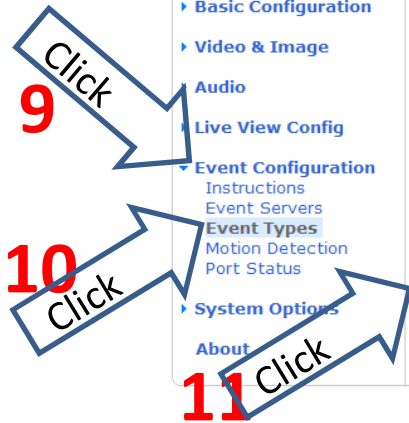 Basic Configuration
Click
Video & Image
9
Audio
Live View Config
Event Configuration
Instructions
Event Servers
Event Types
10
Click
Motion Detection
Port Status
System Options
About
11
Click